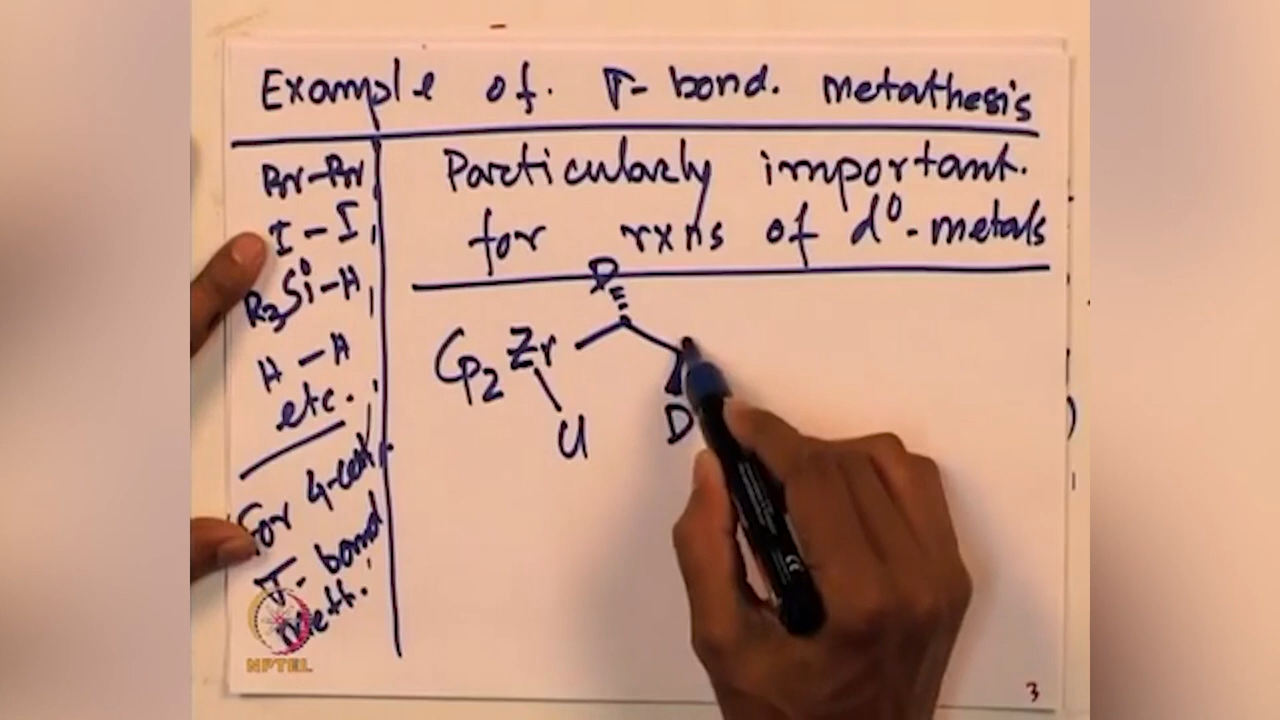 Example of. σ-bond. metathesis
Br-Br,
I-I,
R3Si-H,
H-H
etc.
For 4-cent.
σ-bond
meth.
Particularly important.
for rxns of d⁰-metals
D
Cp2Zr
Cl
D
NPTEL
3